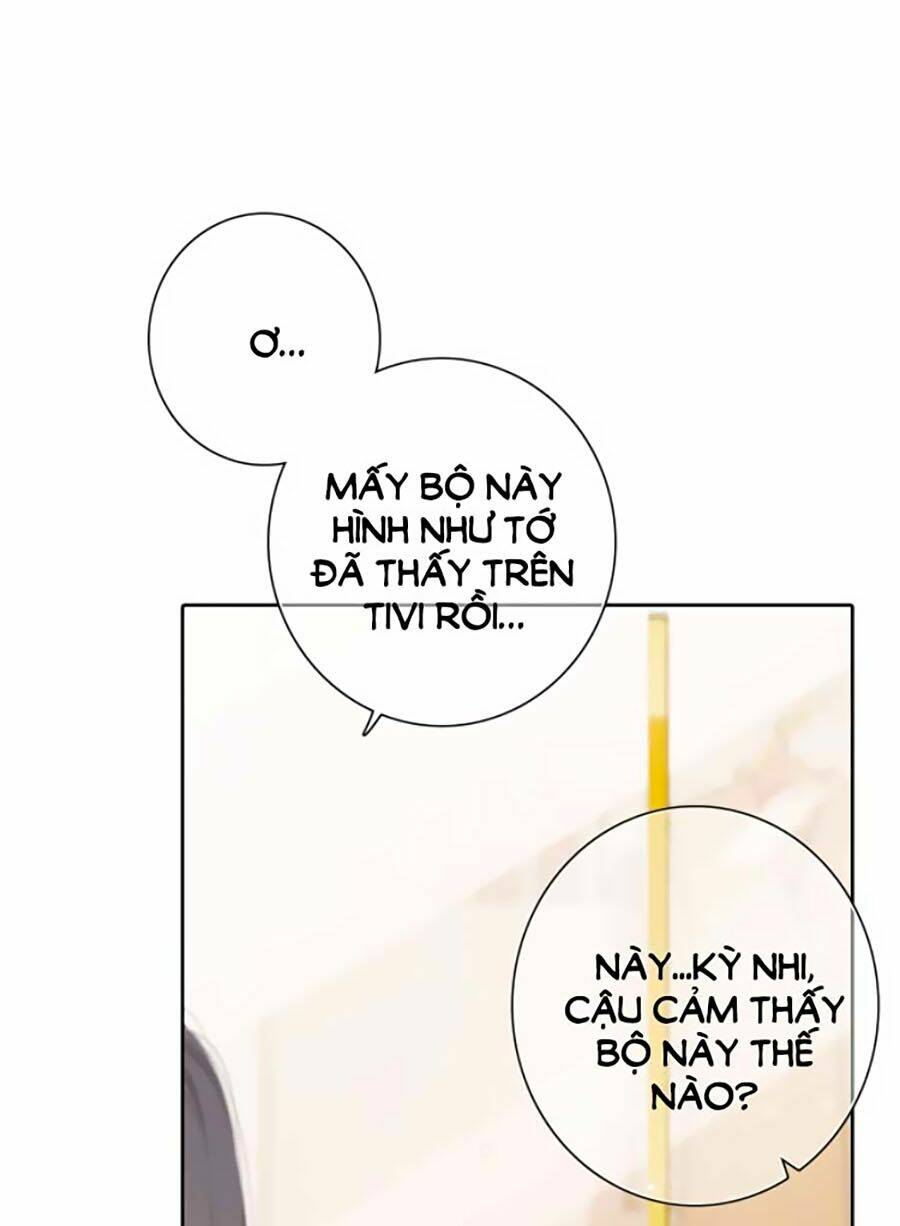 Ơ...
MẤY BỘ NÀY
HÌNH NHƯ TỚ
ĐÃ THẤY TRÊN
TIVI RỒI...
NÀY...KỲ NHI,
CẬU CẢM THẤY
BỘ NÀY THẾ
NÀO?